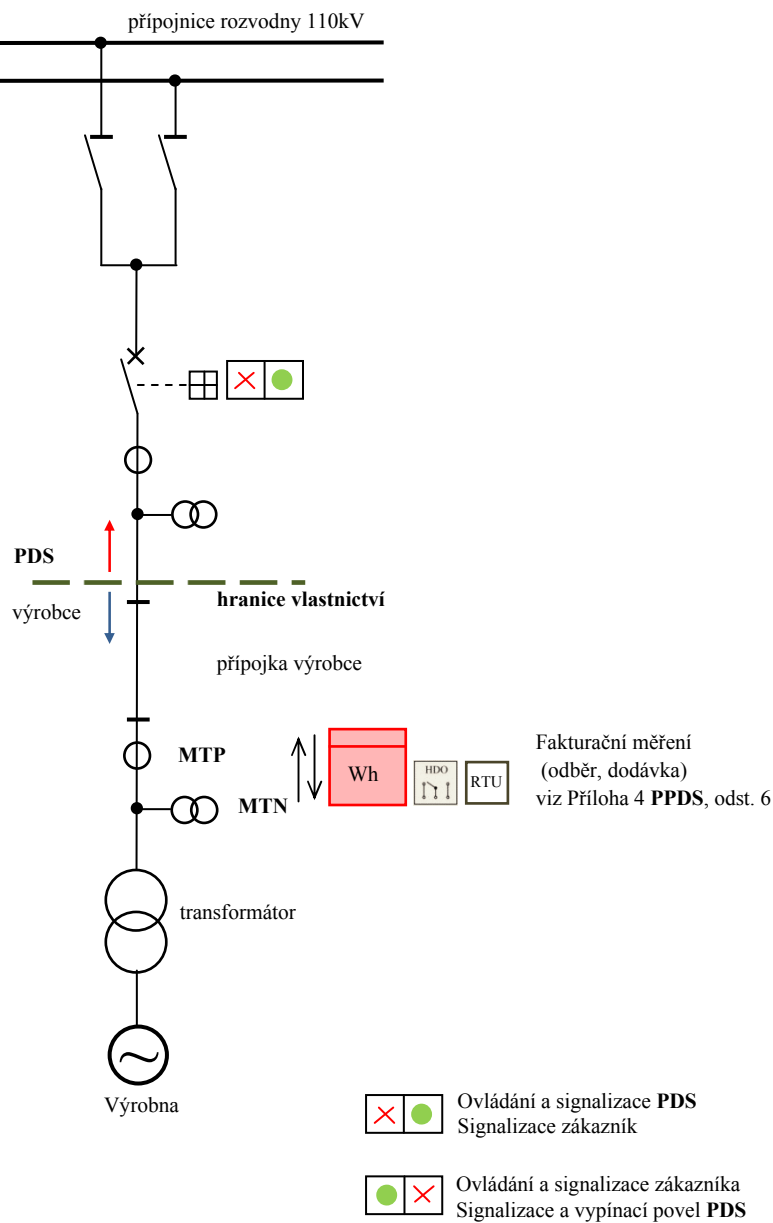 přípojnice rozvodny 110kV
PDS
hranice vlastnictví
výrobce
přípojka výrobce
MTP
MTN
Wh
HDO
RTU
Fakturační měření
(odběr, dodávka)
viz Příloha 4 PPDS, odst. 6
transformátor
Výrobna
Ovládání a signalizace PDS
Signalizace zákazník
Ovládání a signalizace zákazníka
Signalizace a vypínací povel PDS